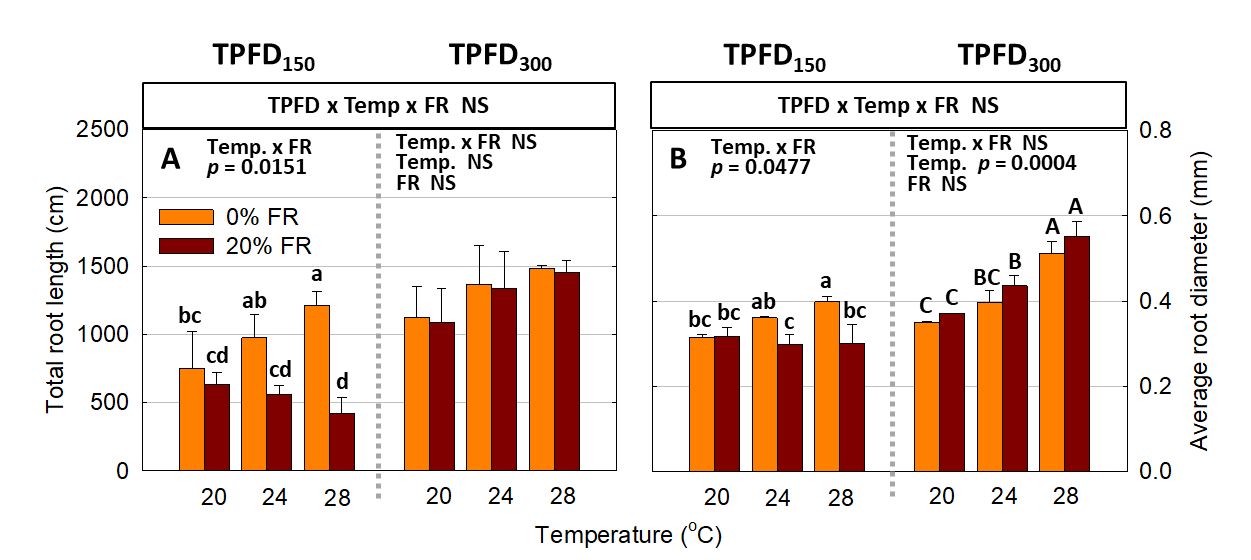 TPFD150 TPFD300 TPFD150 TPFD300
TPFD x Temp x FR NS
TPFD x Temp x FR NS
2500
2000
1500
1000
500
0
Total root length (cm)
A
Temp. x FR
p = 0.0151
Temp. x FR NS
Temp. NS
FR NS
0% FR
20% FR
bc
cd
ab
cd
a
d
20 24 28 20 24 28
B
Temp. x FR
p = 0.0477
Temp. x FR NS
Temp. p = 0.0004
FR NS
bc
bc
ab
c
a
bc
C
C
BC
B
A
A
20 24 28 20 24 28
0.8
0.6
0.4
0.2
0.0
Average root diameter (mm)
Temperature (oC)